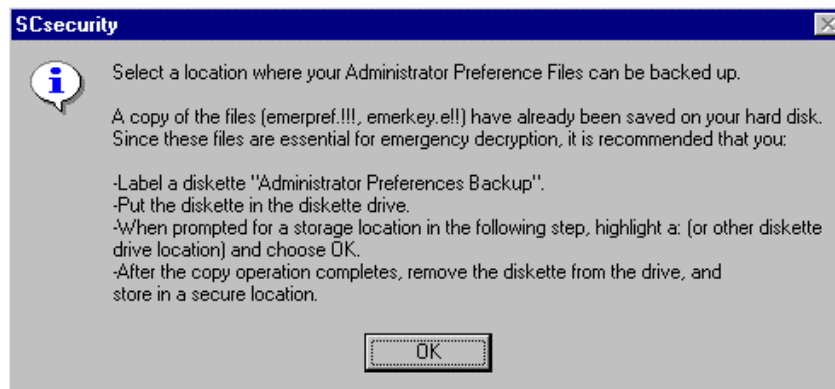 SCsecurity
Select a location where your Administrator Preference Files can be backed up.
A copy of the files (emerpref.!!!, emerkey.e!!) have already been saved on your hard disk.
Since these files are essential for emergency decryption, it is recommended that you:
-Label a diskette "Administrator Preferences Backup".
-Put the diskette in the diskette drive.
-When prompted for a storage location in the following step, highlight a: (or other diskette
drive location) and choose OK.
-After the copy operation completes, remove the diskette from the drive, and
store in a secure location.
OK